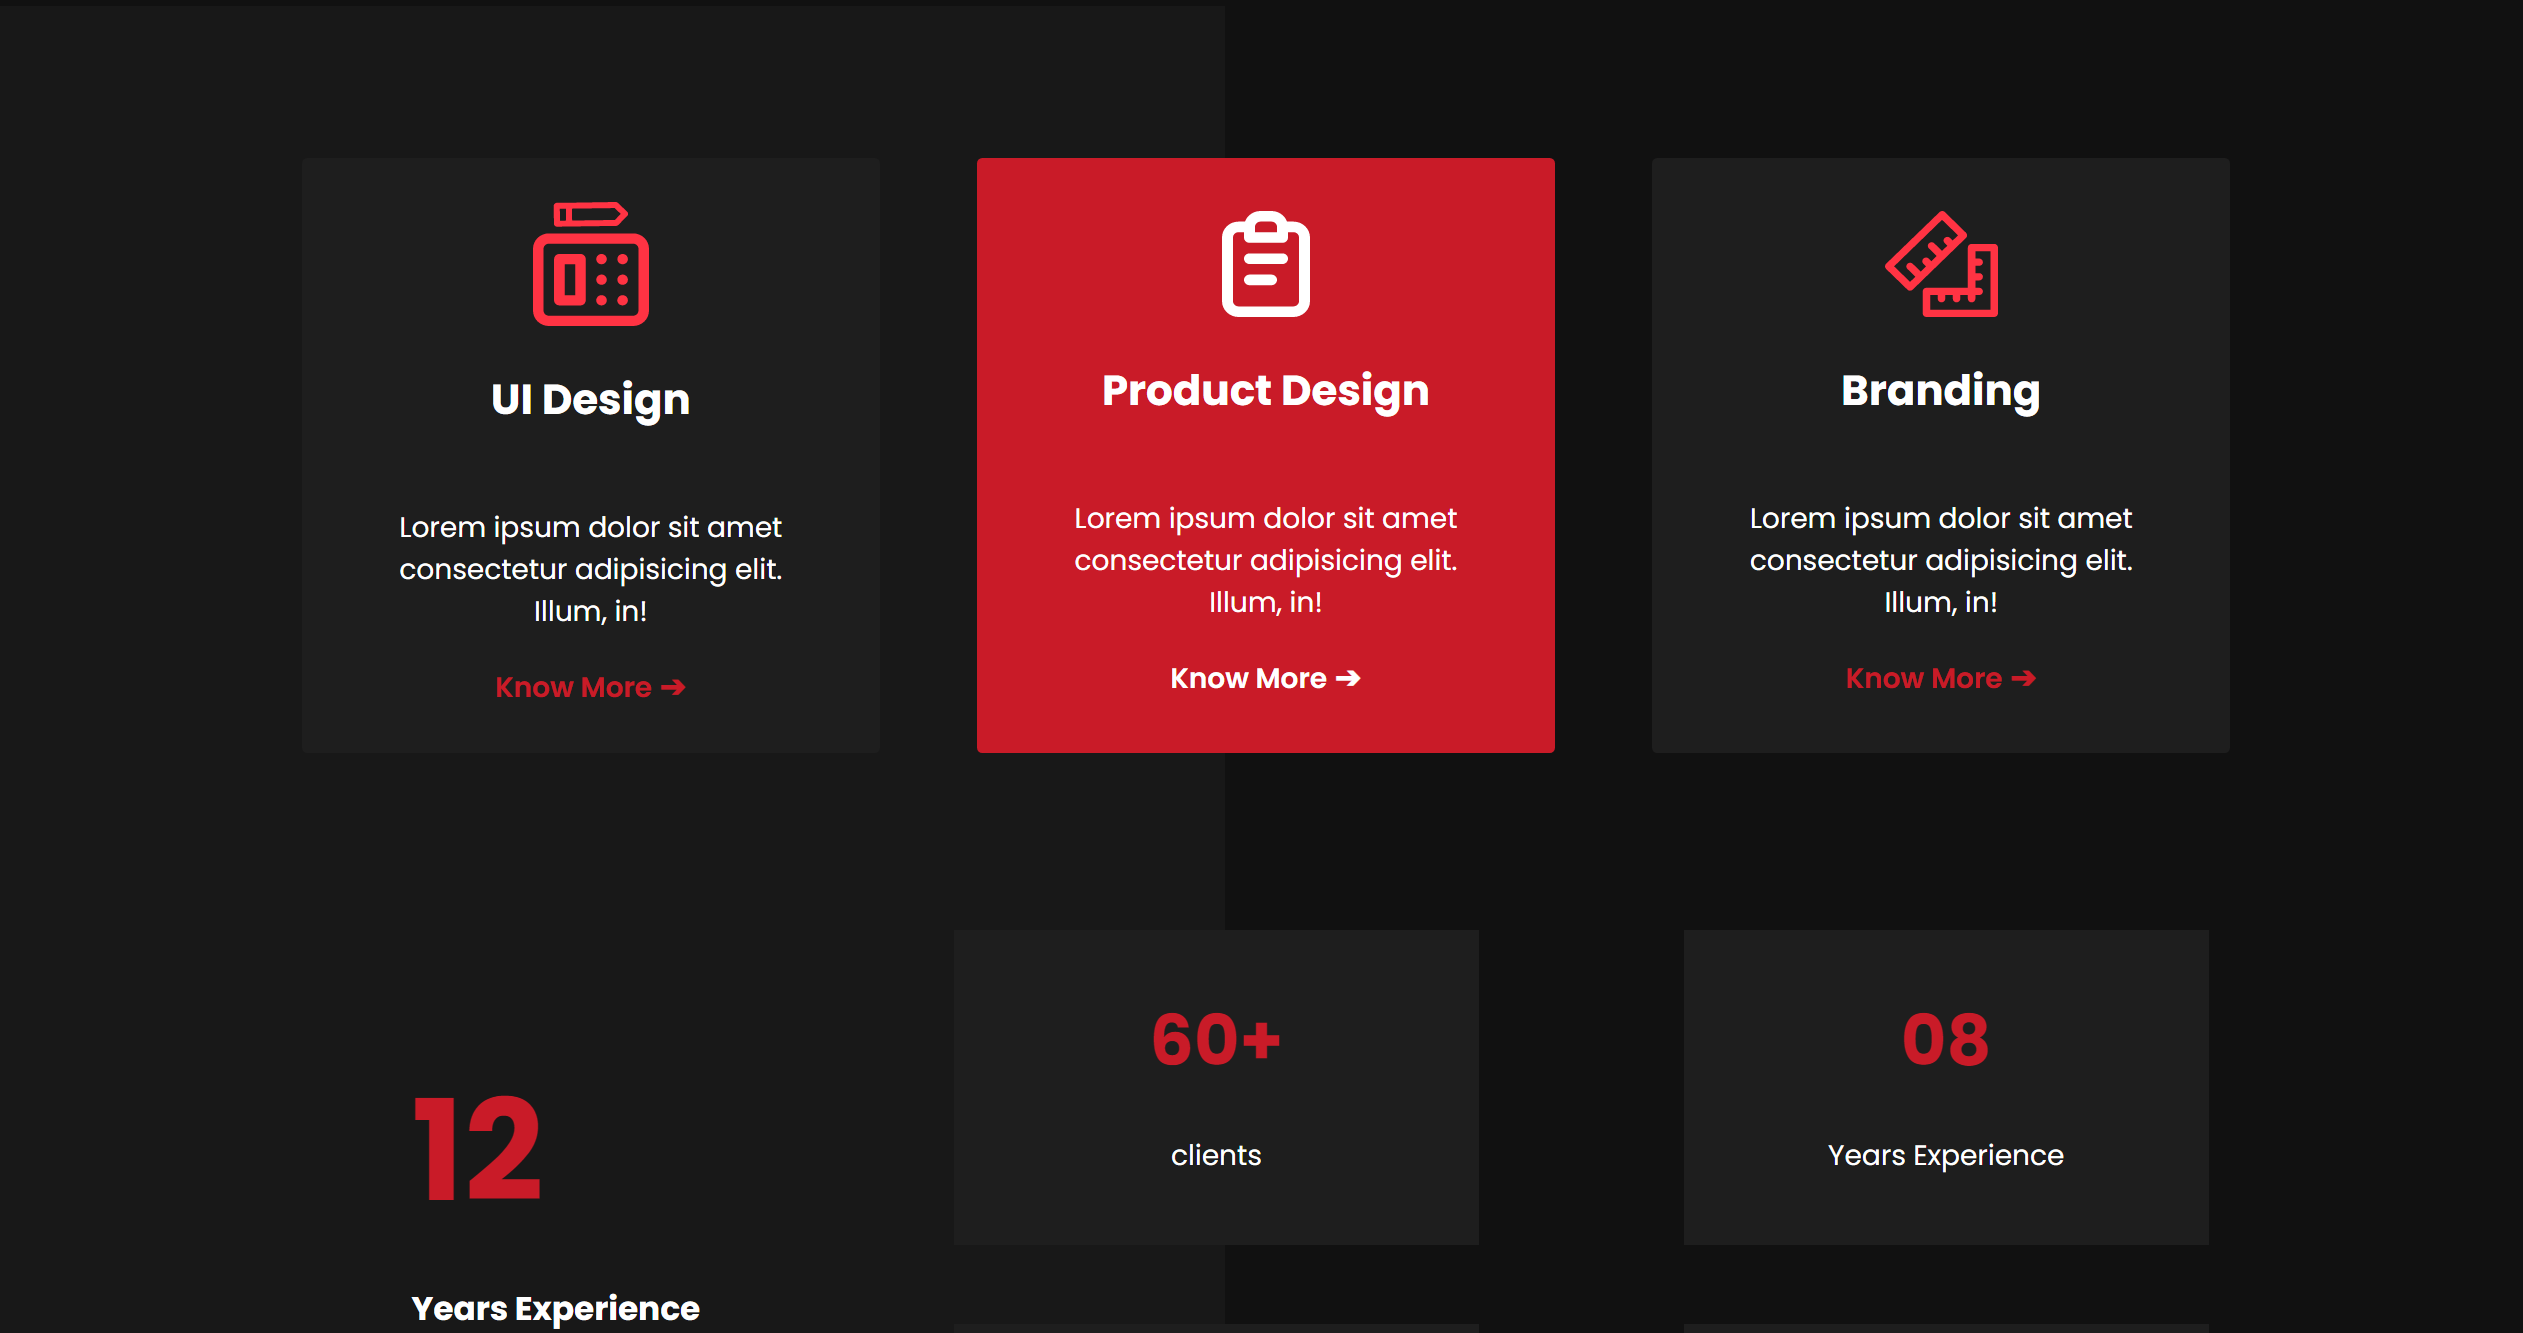 UI Design
Lorem ipsum dolor sit amet
consectetur adipisicing elit.
Illum, in!
Know More ➔
Product Design
Lorem ipsum dolor sit amet
consectetur adipisicing elit.
Illum, in!
Know More ➔
Branding
Lorem ipsum dolor sit amet
consectetur adipisicing elit.
Illum, in!
Know More ➔
12
Years Experience
60+
clients
08
Years Experience